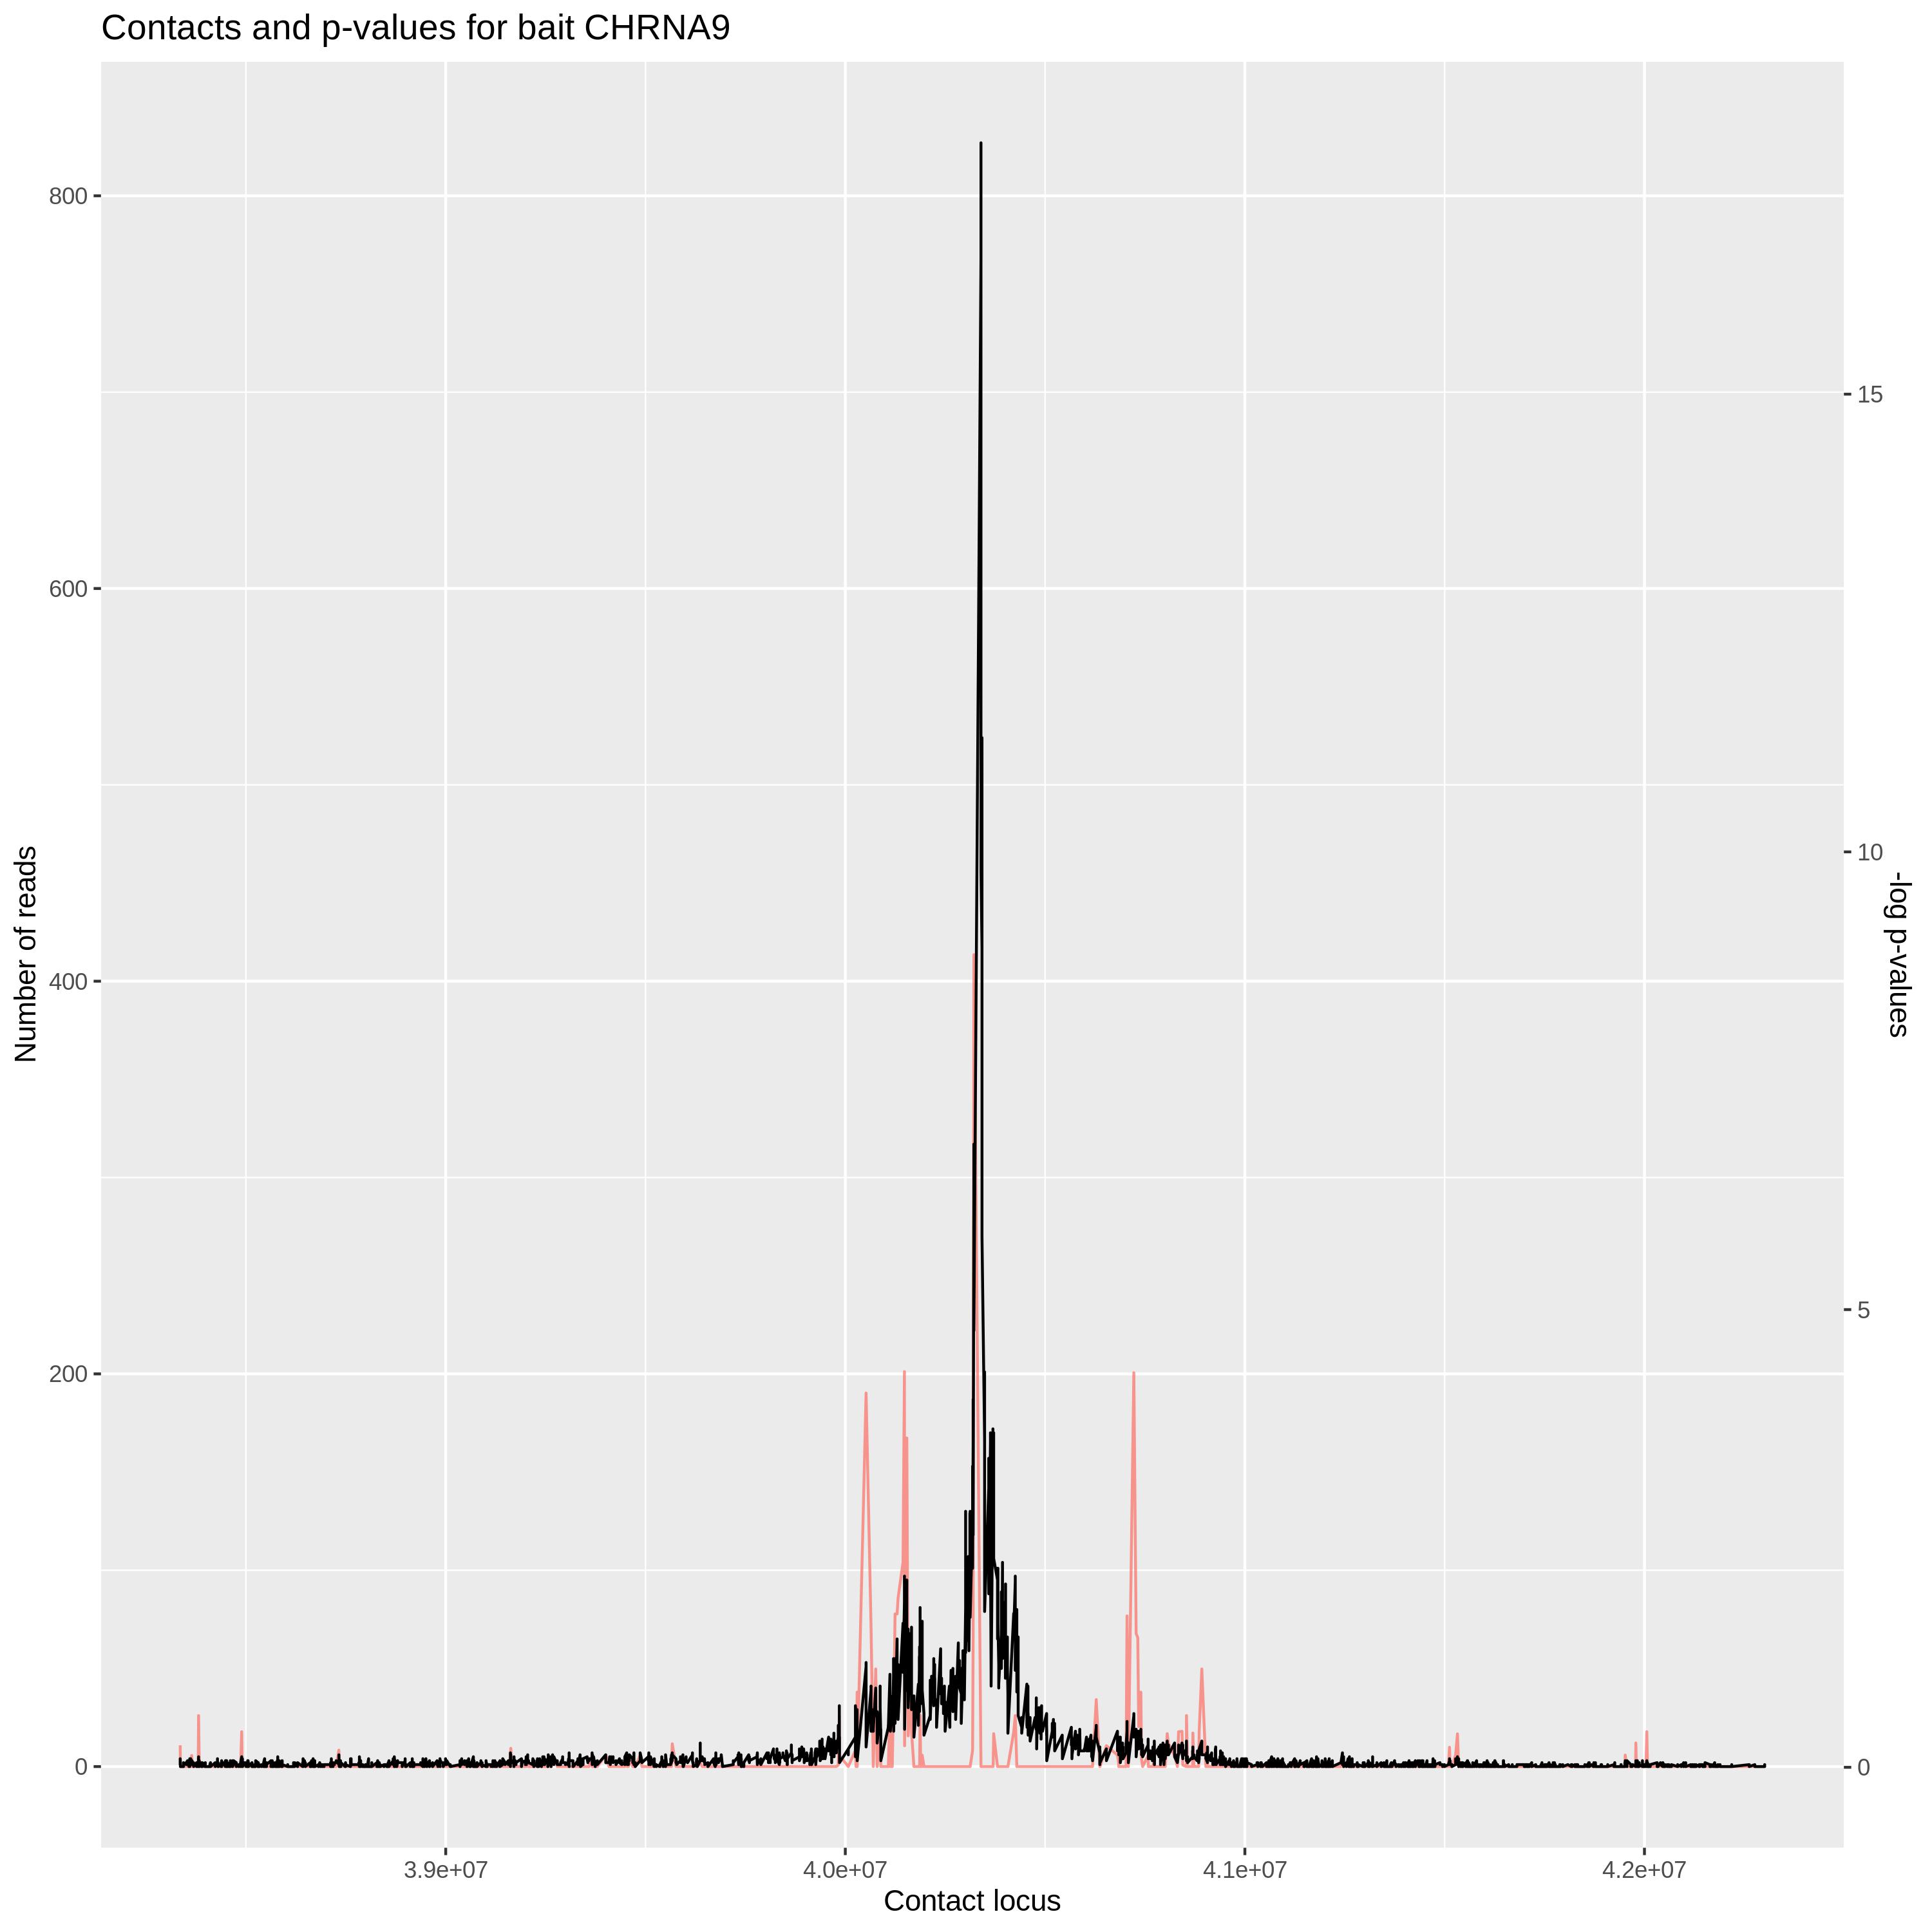 Contacts and p-values for bait CHRNA9
800
600
400
200
0
Number of reads
15
10
5
0
-log p-values
3.9e+07
4.0e+07
4.1e+07
4.2e+07
Contact locus